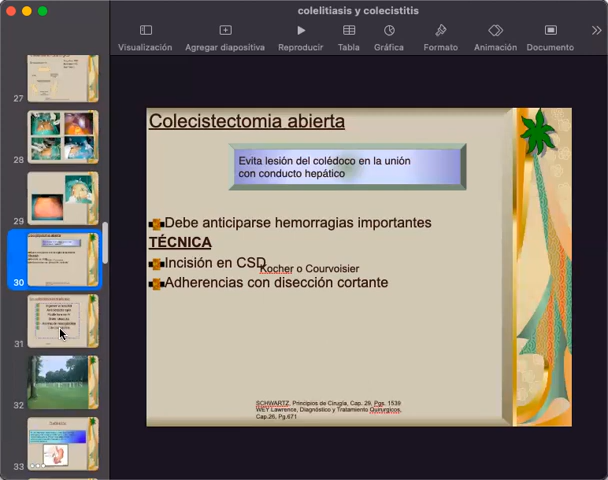 colelitiasis y colecistitis
Visualización
Agregar diapositiva
Reproducir
Tabla
Gráfica
Formato
Animación
Documento
27
28
29
30
31
32
33
Colecistectomia abierta
Evita lesión del colédoco en la unión
con conducto hepático
Debe anticiparse hemorragias importantes
TÉCNICA
Incisión en CSD
Kocher o Courvoisier
Adherencias con disección cortante
SCHWARTZ. Principios de Cirugía, Cap. 29, Pgs. 1539
WEY Lawrence, Diagnóstico y Tratamiento Quirurgicos,
Cap.26, Pg.671